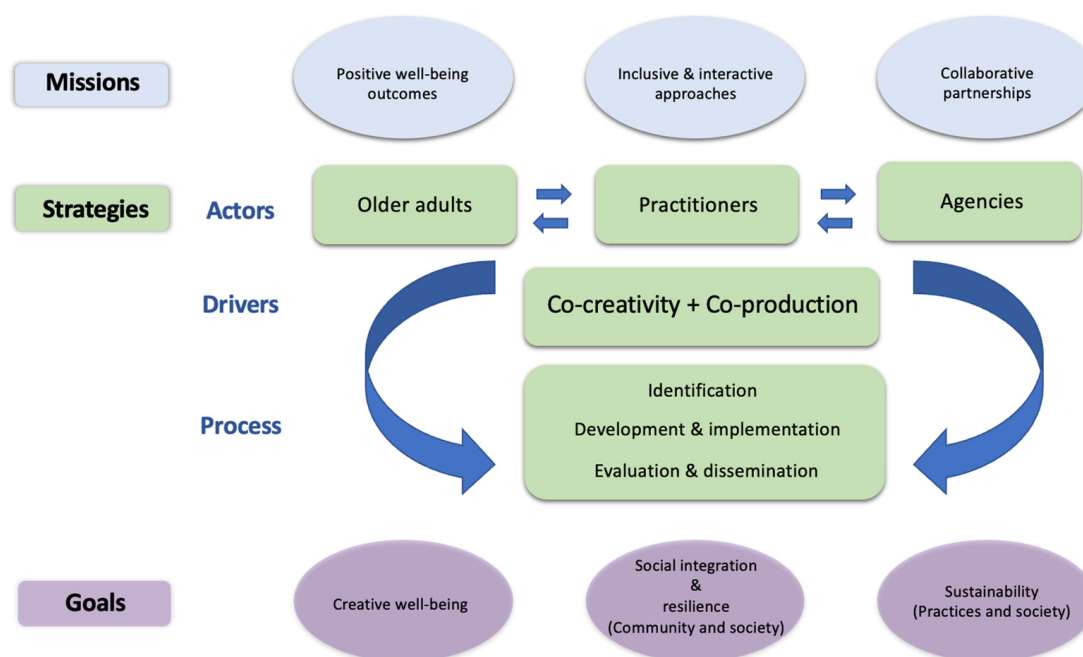 Missions
Positive well-being
outcomes
Inclusive & interactive
approaches
Collaborative
partnerships
Strategies
Actors
Older adults
Practitioners
Agencies
Drivers
Co-creativity + Co-production
Process
Identification
Development & implementation
Evaluation & dissemination
Goals
Creative well-being
Social integration
&
resilience
(Community and society)
Sustainability
(Practices and society)